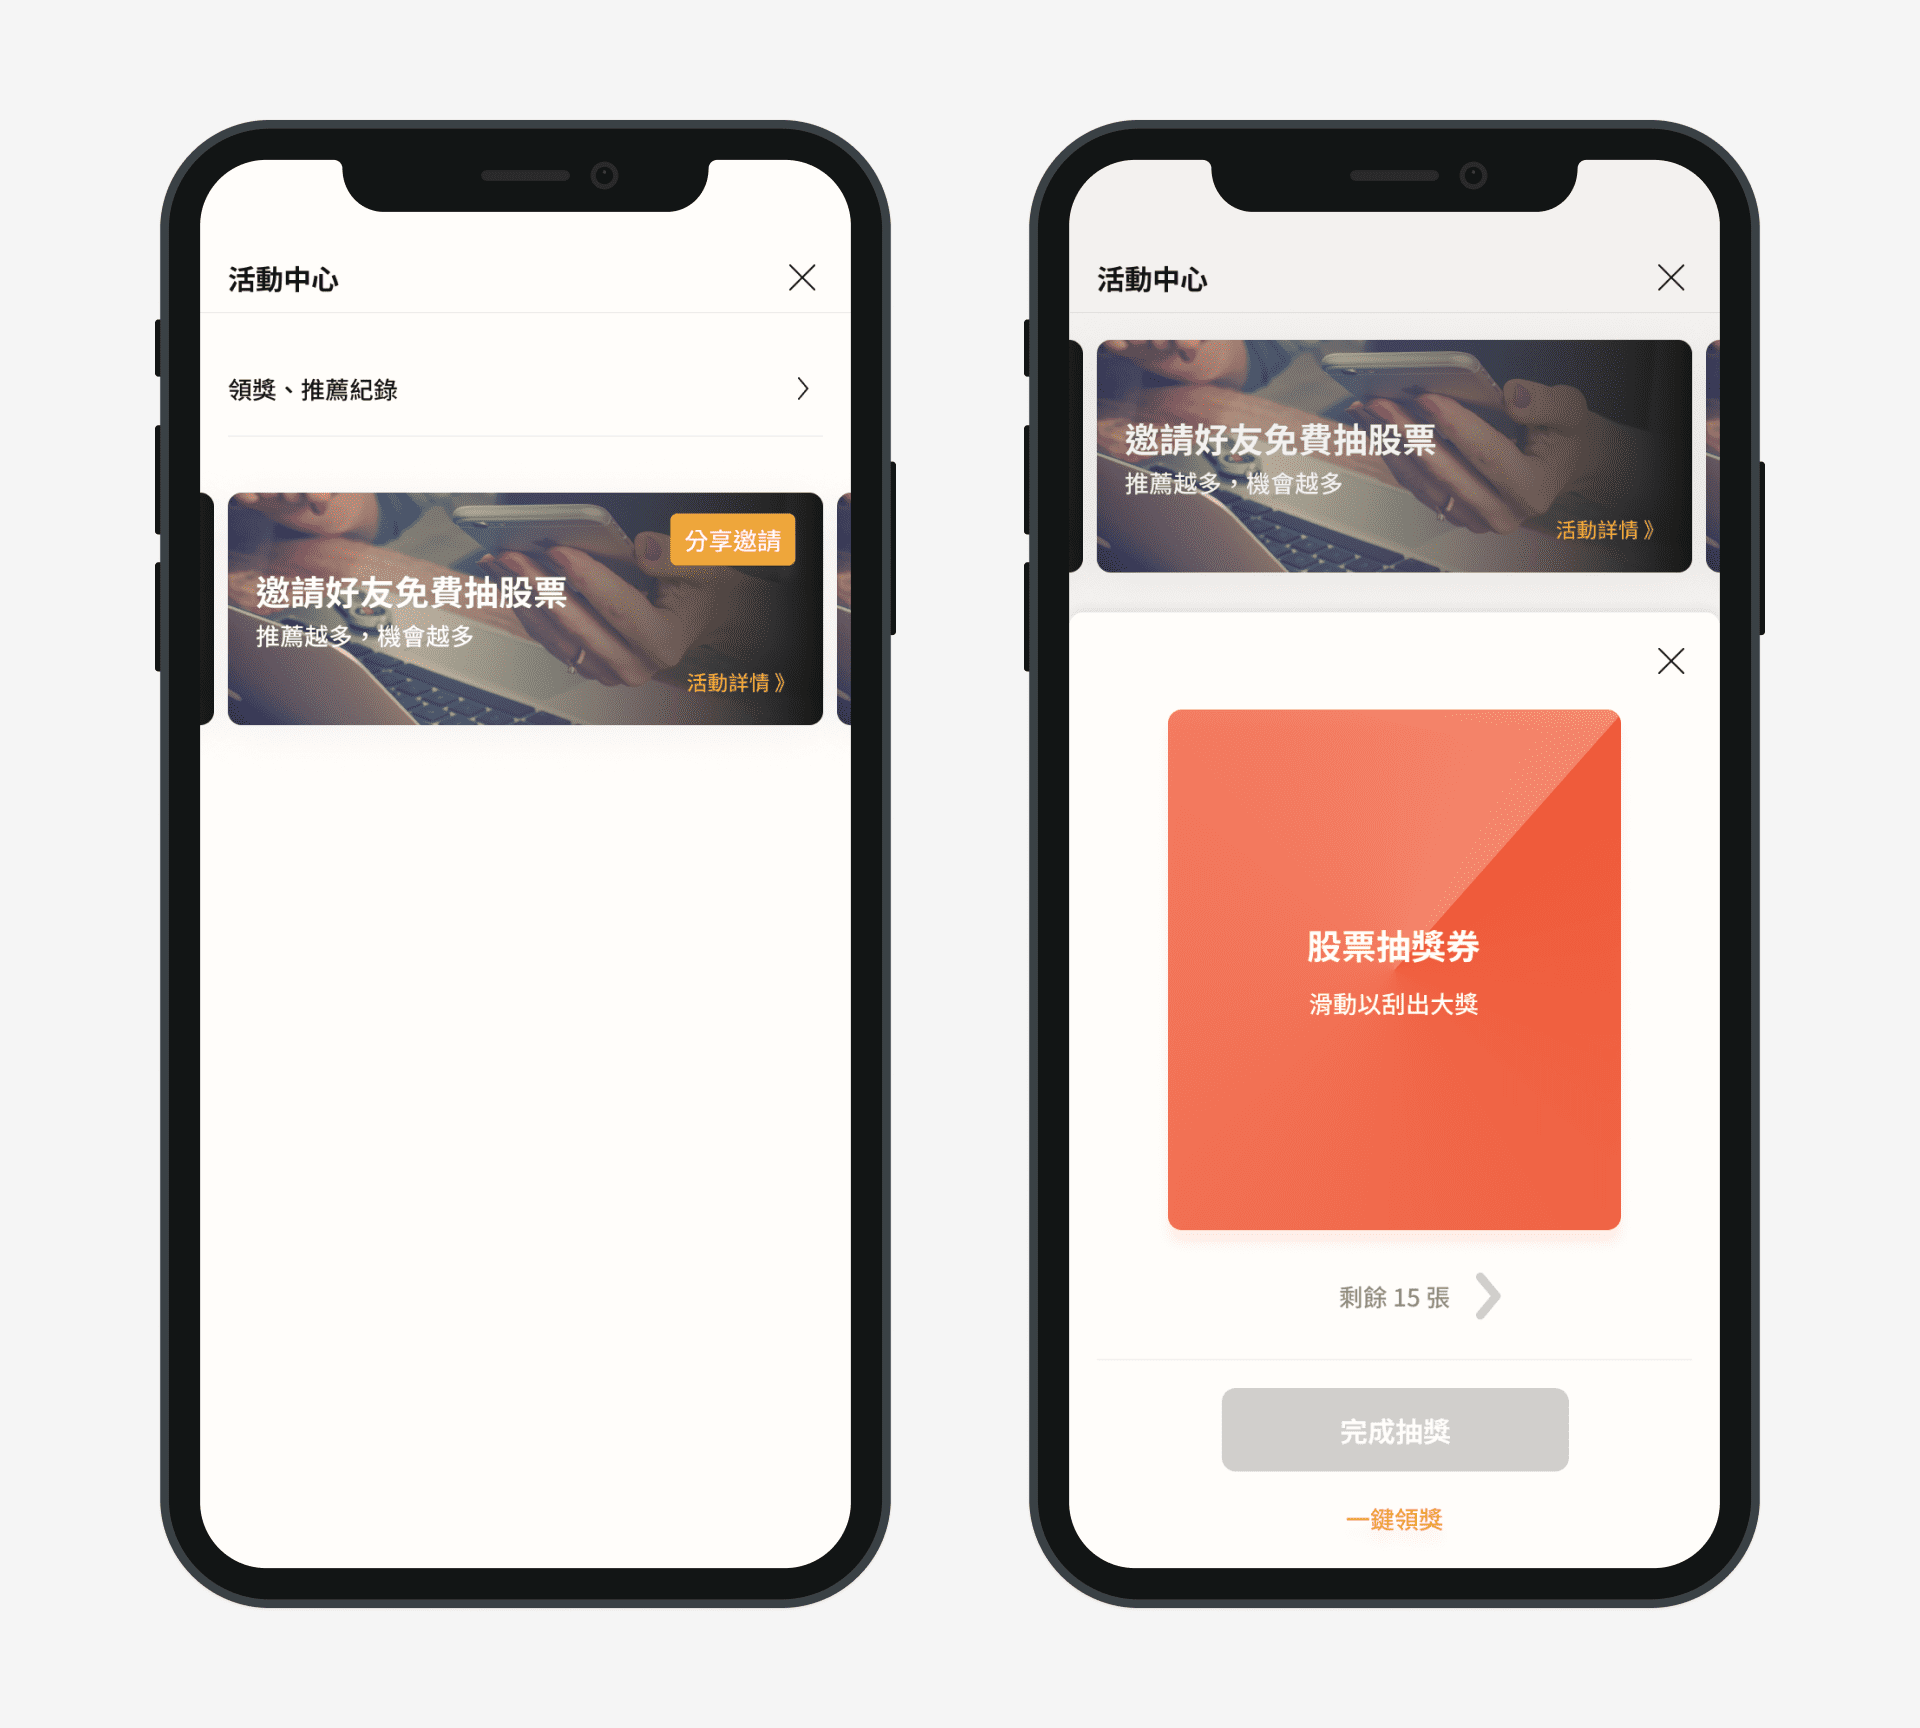 活動中心
領獎、推薦紀錄
分享邀請
邀請好友免費抽股票
推薦越多，機會越多
活動詳情 》
活動中心
邀請好友免費抽股票
推薦越多，機會越多
活動詳情 》
股票抽獎券
滑動以刮出大獎
剩餘 15 張
完成抽獎
一鍵領獎